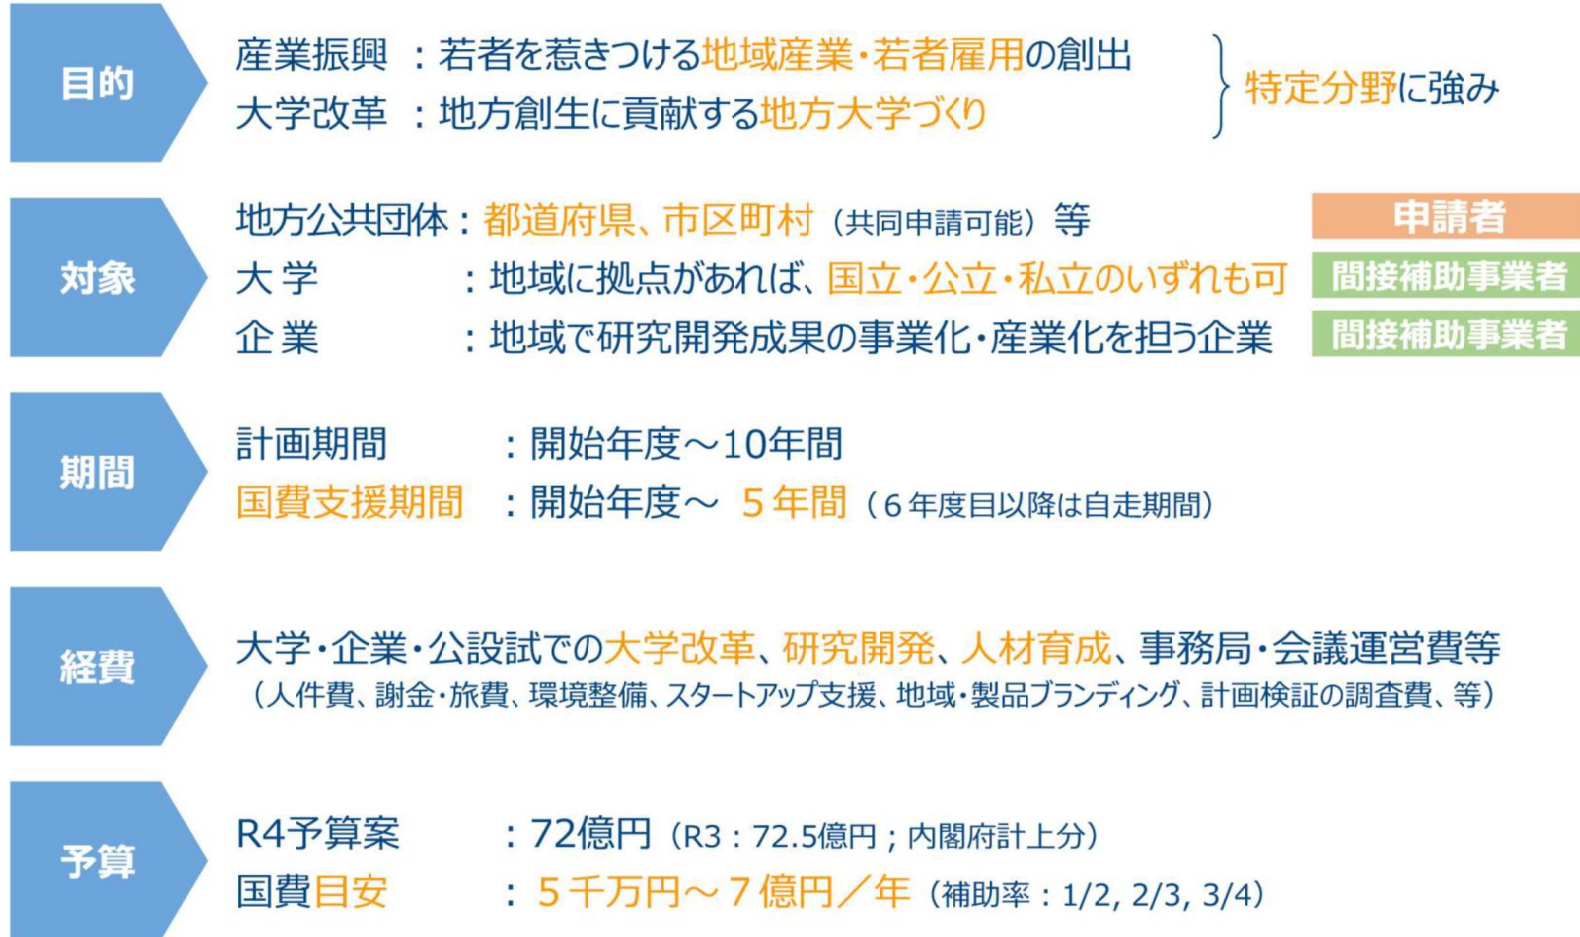 目的
産業振興 ：若者を惹きつける地域産業・若者雇用の創出
大学改革 ：地方創生に貢献する地方大学づくり
特定分野に強み
対象
地方公共団体：都道府県、市区町村（共同申請可能）等 申請者
大 学 ：地域に拠点があれば、国立・公立・私立のいずれも可 間接補助事業者
企 業 ：地域で研究開発成果の事業化・産業化を担う企業 間接補助事業者
期間
計画期間 ：開始年度～10年間
国費支援期間 ：開始年度～ ５年間（６年度目以降は自走期間）
経費
大学・企業・公設試での大学改革、研究開発、人材育成、事務局・会議運営費等
（人件費、謝金・旅費、環境整備、スタートアップ支援、地域・製品ブランディング、計画検証の調査費、等）
予算
R4予算案 ：72億円（R3：72.5億円；内閣府計上分）
国費目安 ：５千万円～７億円／年（補助率：1/2, 2/3, 3/4）